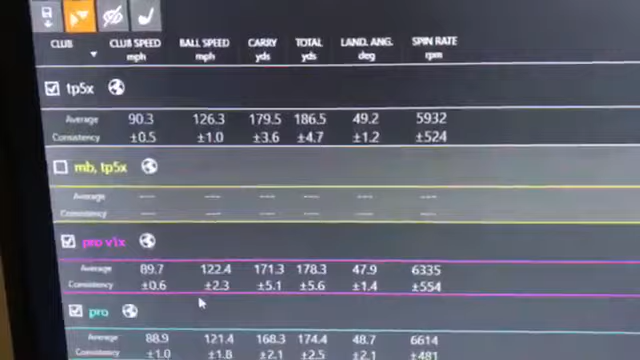 CLUB CLUB SPEED BALL SPEED CARRY TOTAL LAND. ANG. SPIN RATE
mph mph yds yds deg rpm
tp5x
Average 90.3 126.3 179.5 186.5 49.2 5932
Consistency ±0.5 ±1.0 ±3.6 ±4.7 ±1.2 ±524
mb, tp5x
Average --- --- --- --- --- ---
Consistency --- --- --- --- --- ---
pro v1x
Average 89.7 122.4 171.3 178.3 47.9 6335
Consistency ±0.6 ±2.3 ±5.1 ±5.6 ±1.4 ±554
pro
Average 88.9 121.4 168.3 174.4 48.7 6614
Consistency ±1.0 ±1.8 ±2.1 ±2.5 ±2.1 ±481